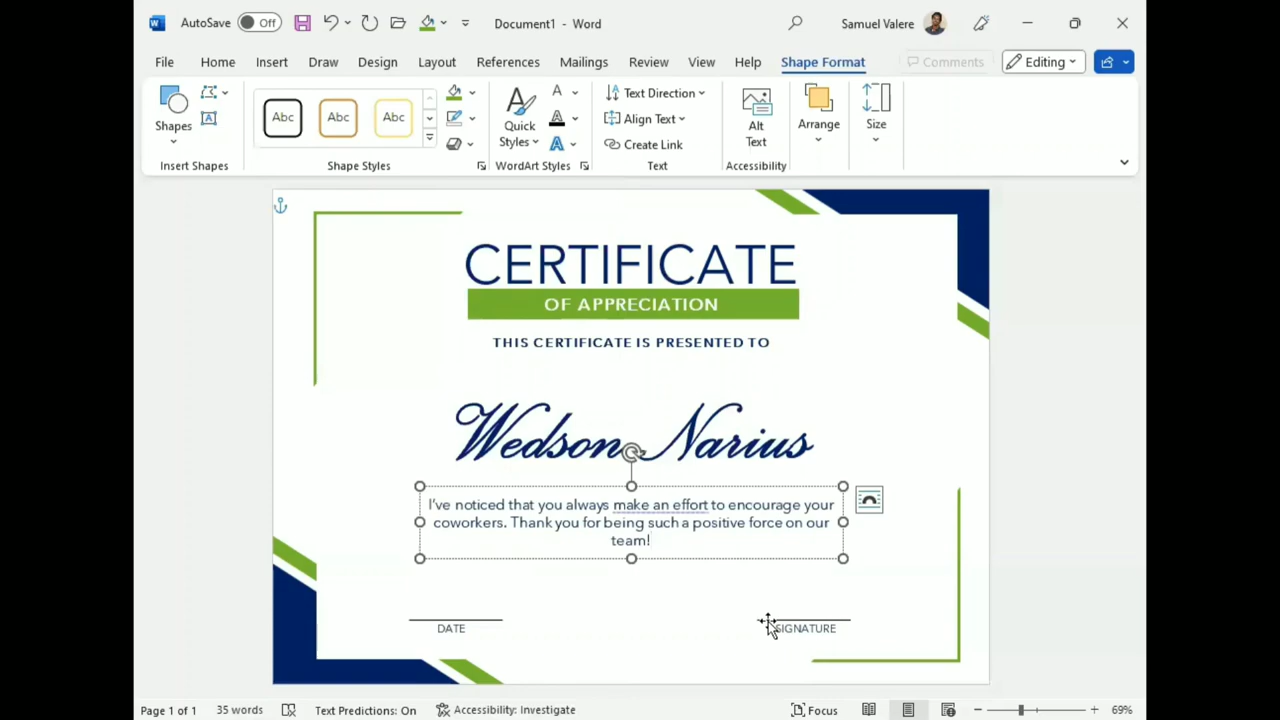 AutoSave Off Document1 - Word Samuel Valere
File Home Insert Draw Design Layout References Mailings Review View Help Shape Format Comments Editing
Shapes Abc Abc Abc Quick Styles Text Direction Align Text Create Link Alt Text Arrange Size
Insert Shapes Shape Styles WordArt Styles Text Accessibility
CERTIFICATE
OF APPRECIATION
THIS CERTIFICATE IS PRESENTED TO
Wedson Narius
I've noticed that you always make an effort to encourage your
coworkers. Thank you for being such a positive force on our
team!
DATE SIGNATURE
Page 1 of 1 35 words Text Predictions: On Accessibility: Investigate Focus 69%